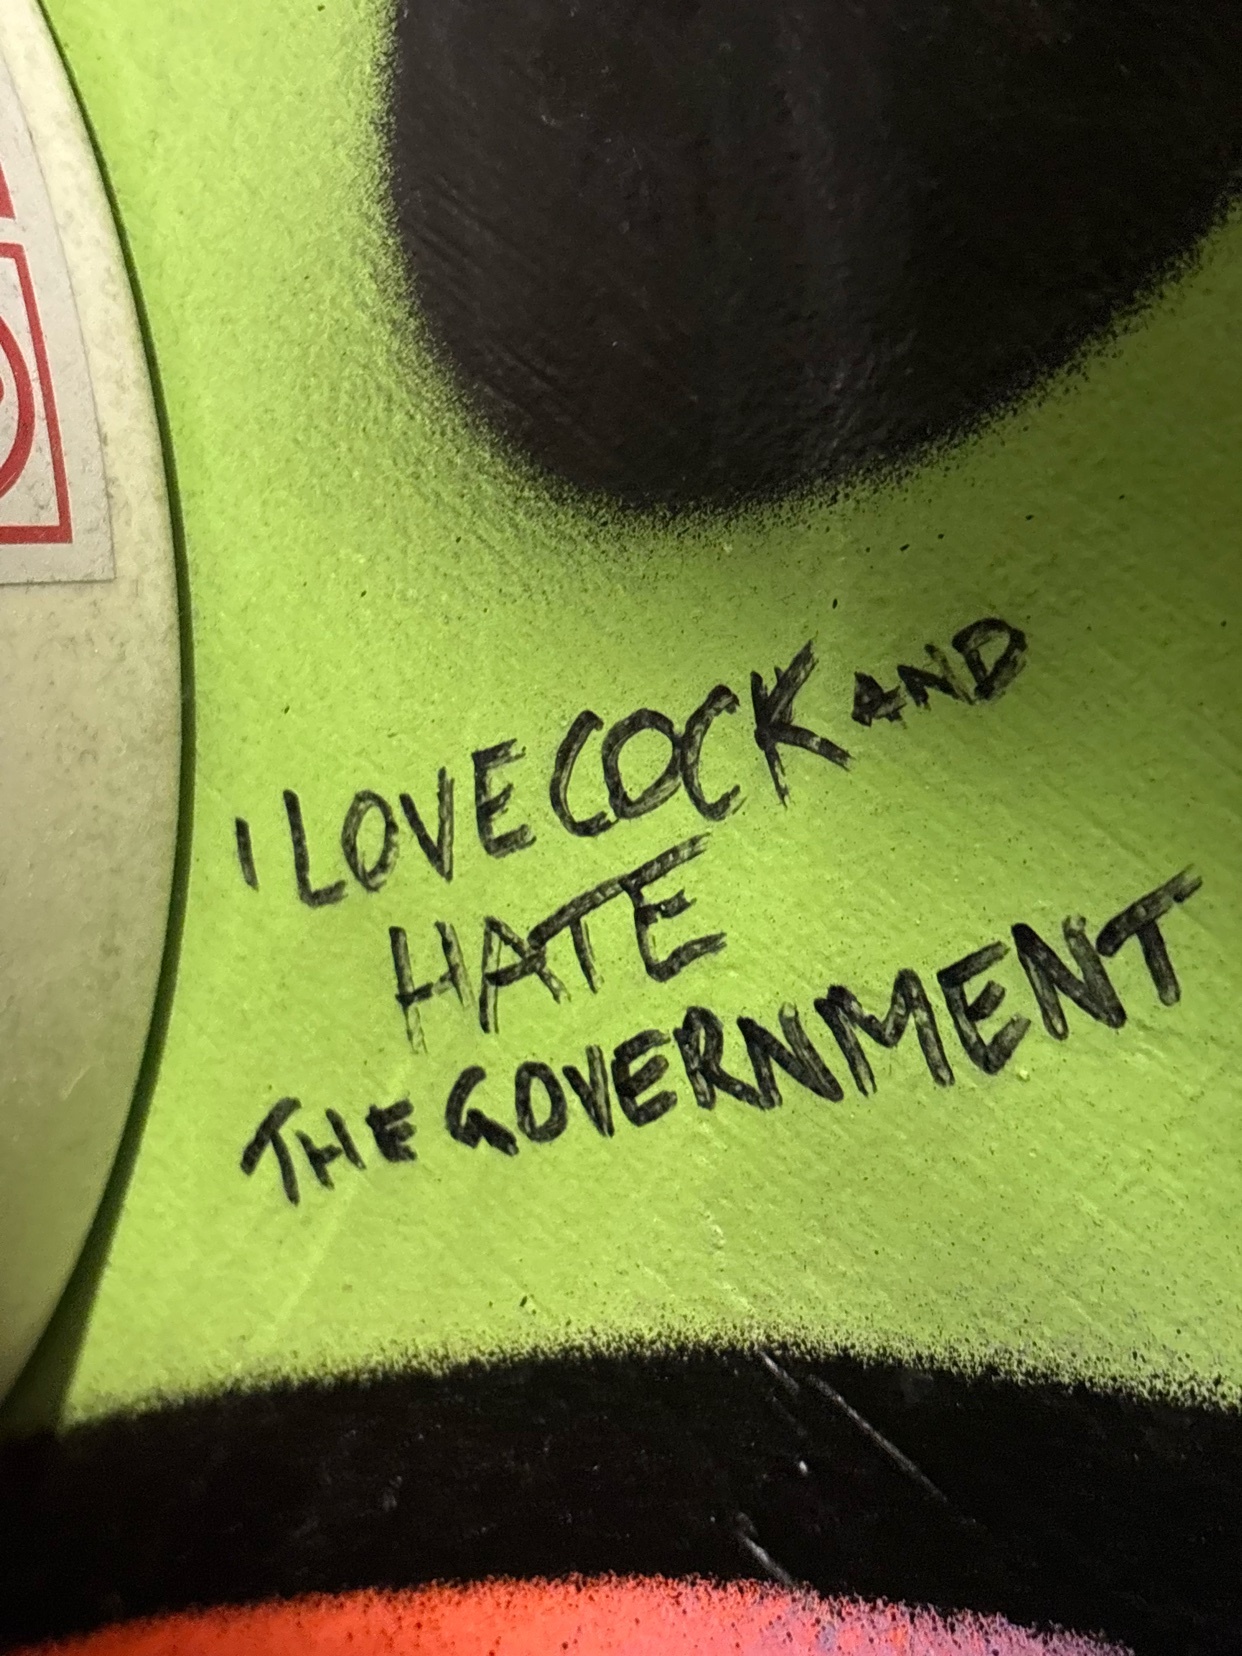 I LOVE COCK AND
HATE
THE GOVERNMENT